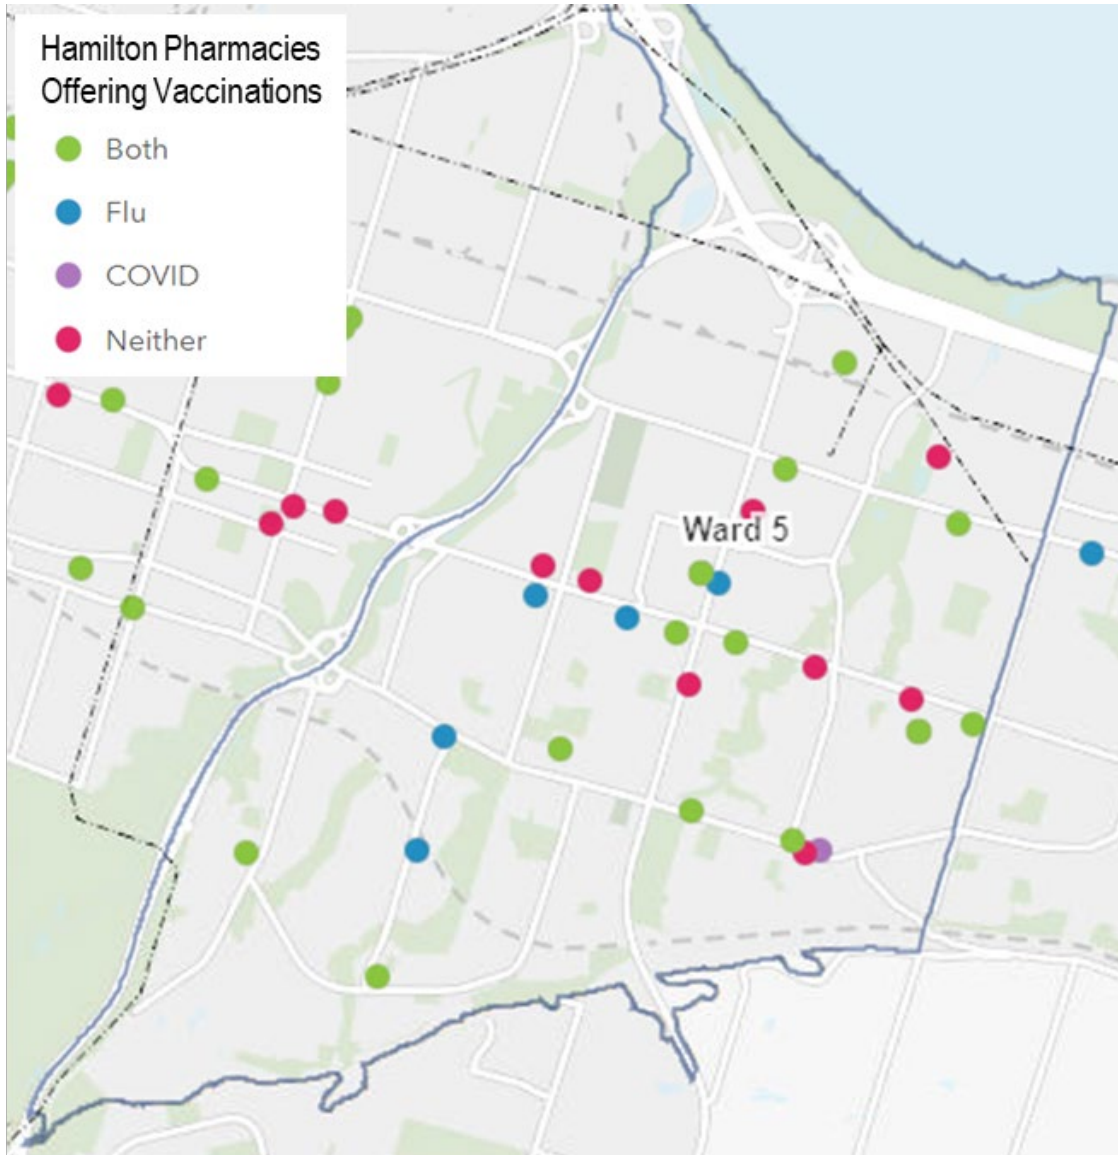 Hamilton Pharmacies
Offering Vaccinations
Both
Flu
COVID
Neither
Ward 5